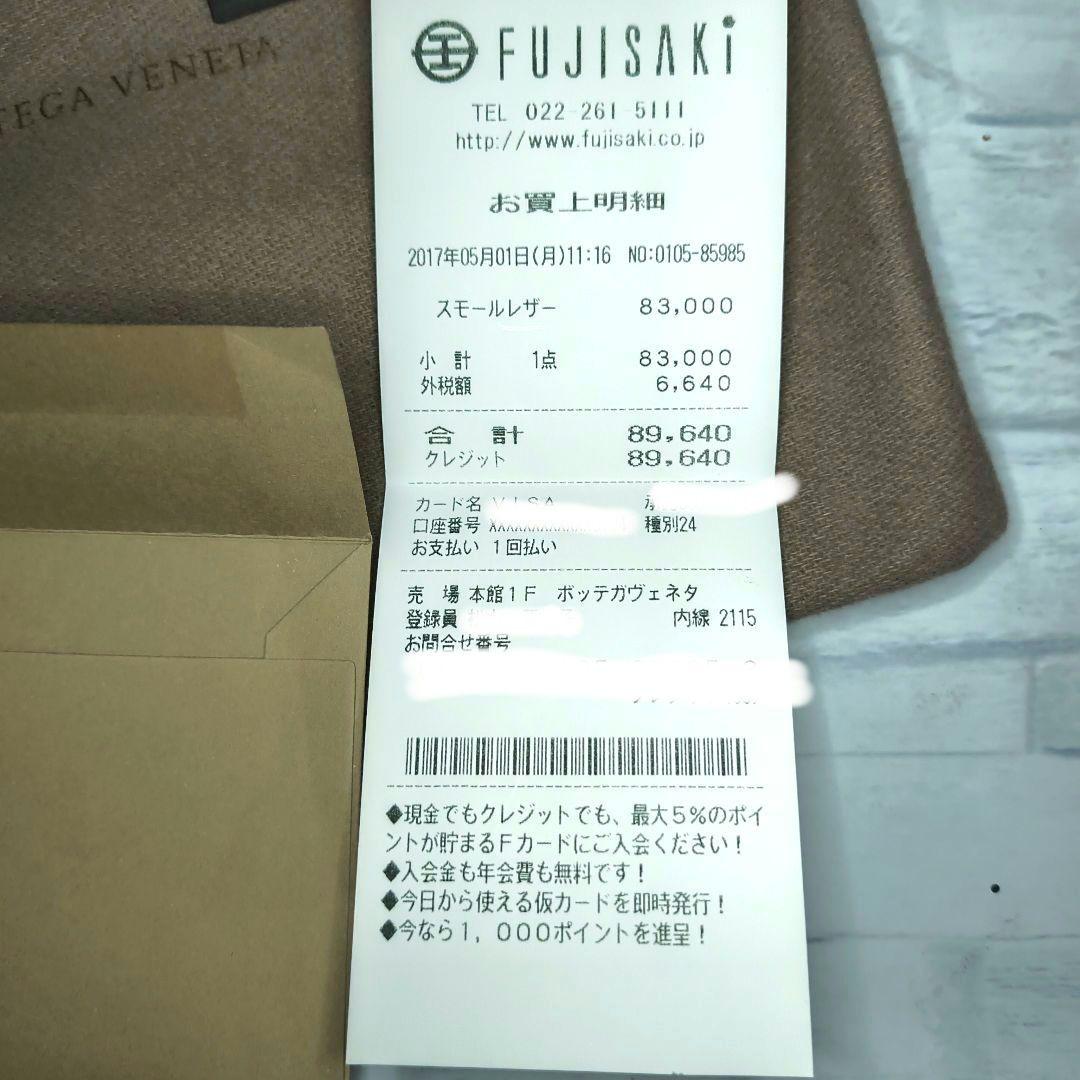 TEGA VENETA
FUJISAKi
TEL 022-261-5111
http://www.fujisaki.co.jp
お買上明細
2017年05月01日(月)11:16 NO:0105-85985
スモールレザー 83,000
小計 1点 83,000
外税額 6,640
合計 89,640
クレジット 89,640
カード名 VISA
口座番号 種別24
お支払い 1回払い
売場 本館1F ボッテガヴェネタ
登録員 内線 2115
お問合せ番号
◆現金でもクレジットでも、最大5%のポイ
ントが貯まるFカードにご入会ください!
◆入会金も年会費も無料です!
◆今日から使える仮カードを即時発行!
◆今なら1,000ポイントを進呈!